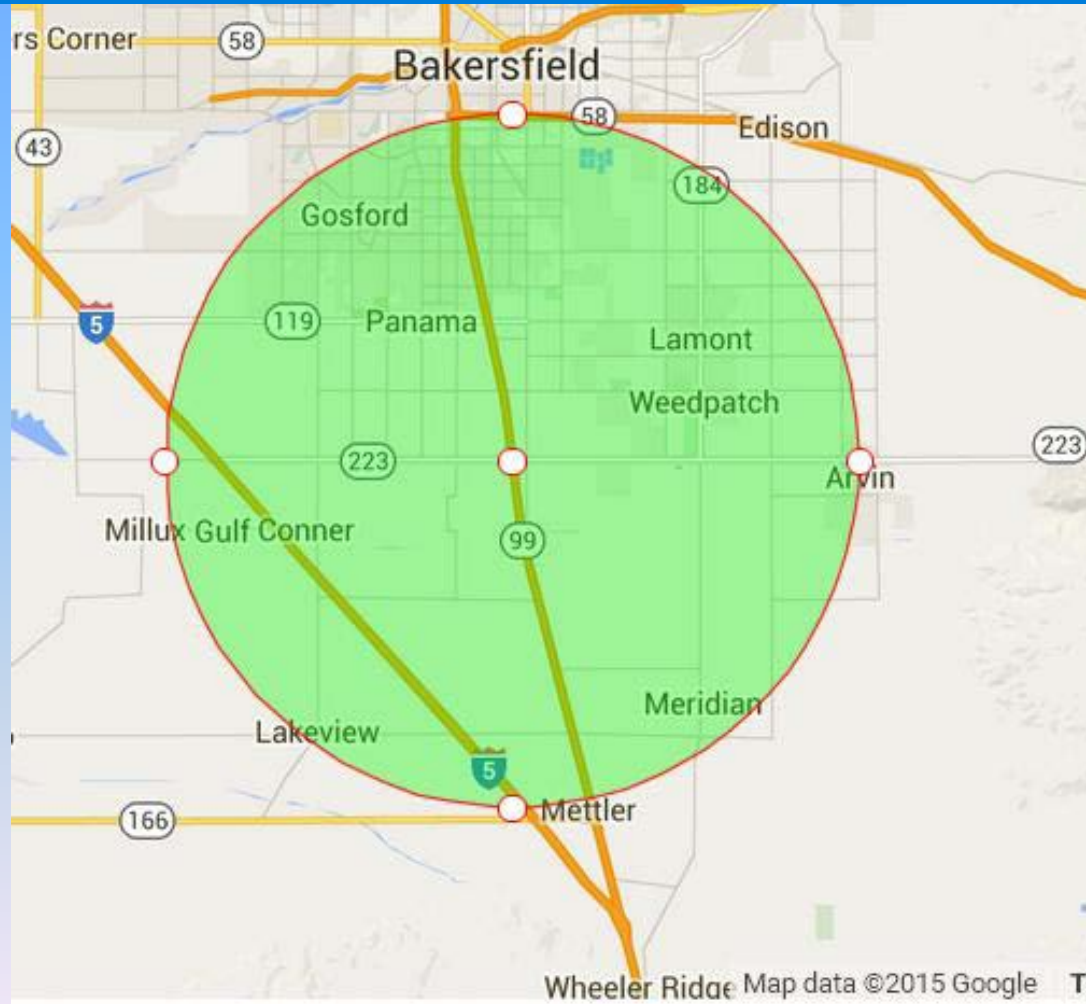 rs Corner
58
Bakersfield
58
Edison
43
184
Gosford
5
119
Panama
Lamont
Weedpatch
223
223
Arvin
Millux Gulf Conner
99
Meridian
Lakeview
5
166
Mettler
Wheeler Ridge
Map data ©2015 Google
T